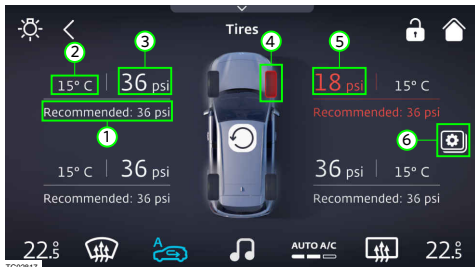 Tires
2
3
4
5
15° C
36 psi
18 psi
15° C
Recommended: 36 psi
Recommended: 36 psi
1
6
15° C
36 psi
36 psi
15° C
Recommended: 36 psi
Recommended: 36 psi
22.5
A
AUTO A/C
22.5
TC02817